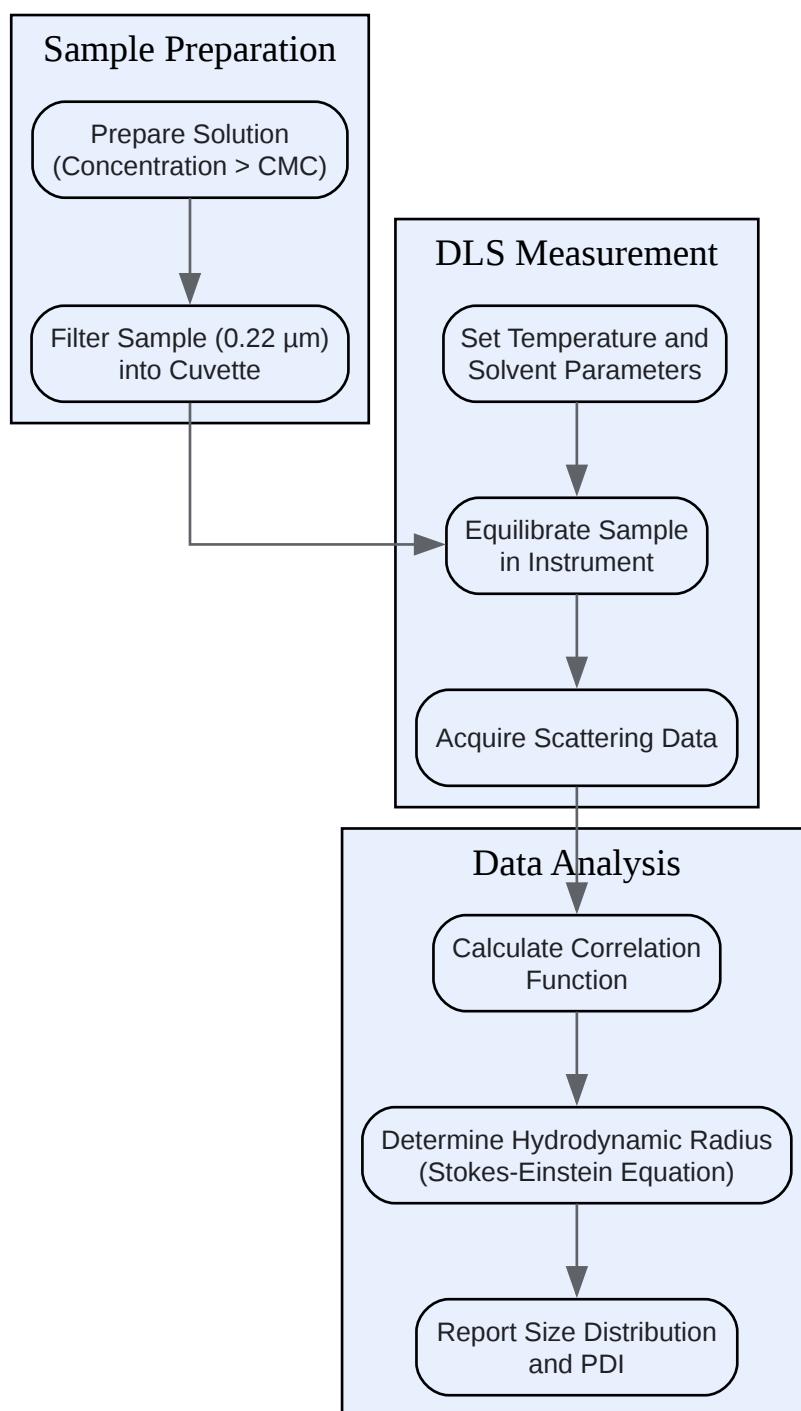 Sample Preparation
Prepare Solution
(Concentration > CMC)
Filter Sample (0.22 µm)
into Cuvette
DLS Measurement
Set Temperature and
Solvent Parameters
Equilibrate Sample
in Instrument
Acquire Scattering Data
Data Analysis
Calculate Correlation
Function
Determine Hydrodynamic Radius
(Stokes-Einstein Equation)
Report Size Distribution
and PDI